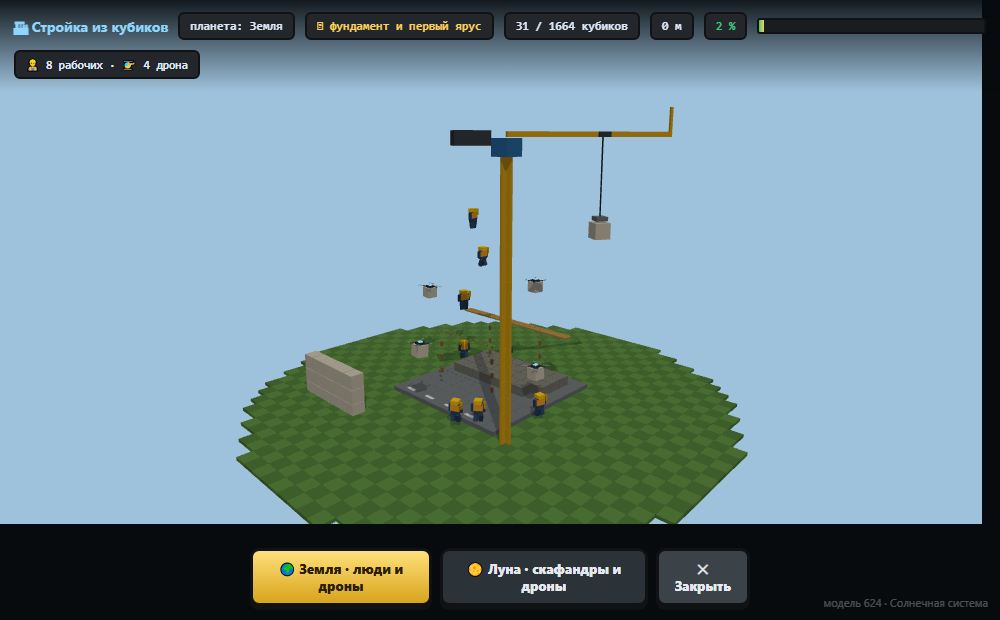 Стройка из кубиков
планета: Земля
фундамент и первый ярус
31 / 1664 кубиков
0 м
2 %
8 рабочих · 4 дрона
Земля · люди и
дроны
Луна · скафандры и
дроны
Закрыть
модель 624 · Солнечная система